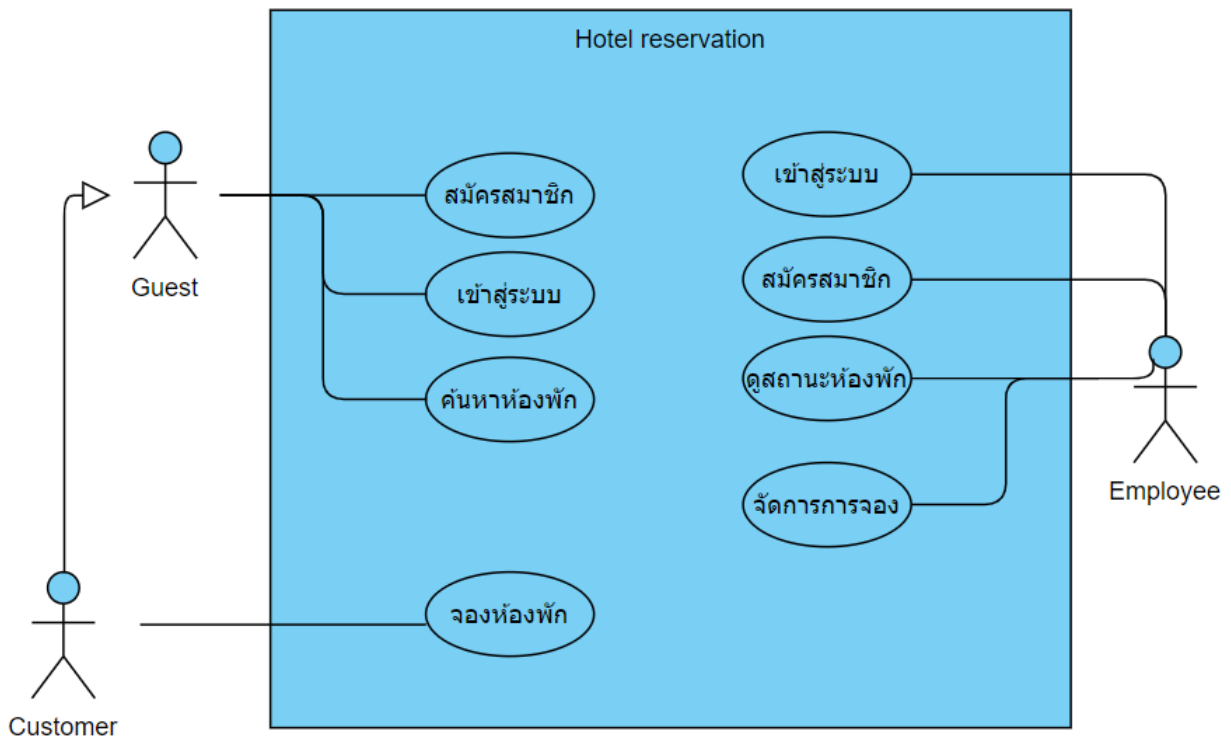 Hotel reservation
สมัครสมาชิก
เข้าสู่ระบบ
ค้นหาห้องพัก
จองห้องพัก
เข้าสู่ระบบ
สมัครสมาชิก
ดูสถานะห้องพัก
จัดการการจอง
Guest
Customer
Employee